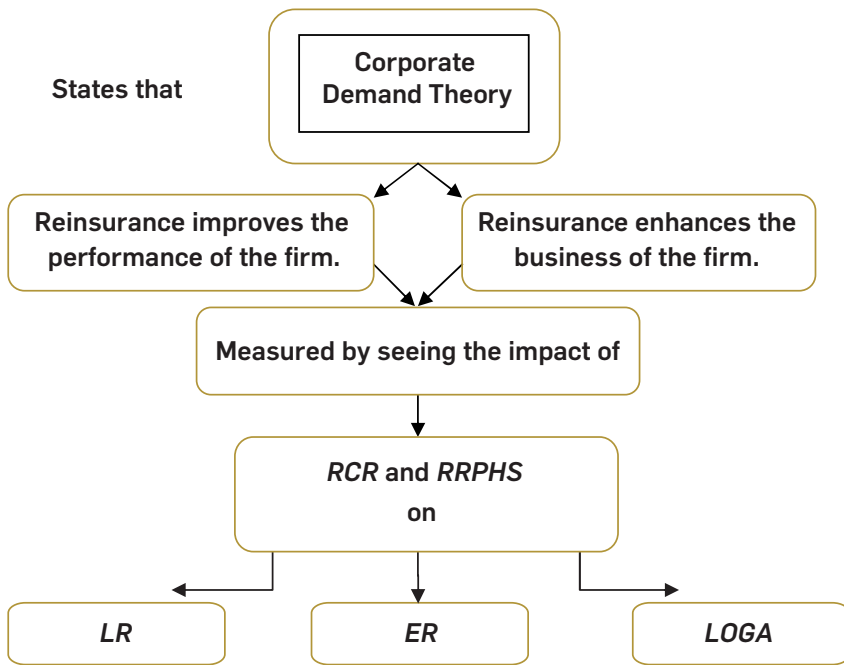 Corporate
Demand Theory
States that
Reinsurance improves the
performance of the firm.
Reinsurance enhances the
business of the firm.
Measured by seeing the impact of
RCR and RRPHS
on
LR
ER
LOGA